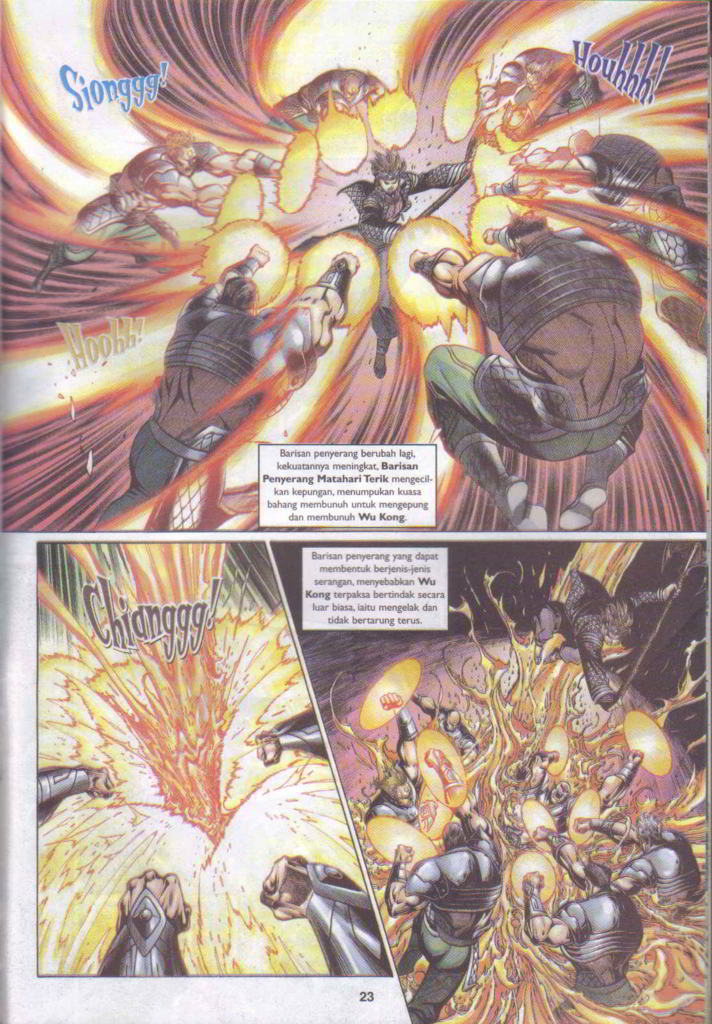 Sionggg!
Houhhh!
Hoohh!
Barisan penyerang berubah lagi,
kekuatannya meningkat, Barisan
Penyerang Matahari Terik mengecil-
kan kepungan, menumpukan kuasa
bahang membunuh untuk mengepung
dan membunuh Wu Kong.
Chianggg!
Barisan penyerang yang dapat
membentuk berjenis-jenis
serangan, menyebabkan Wu
Kong terpaksa bertindak secara
luar biasa, iaitu mengelak dan
tidak bertarung terus.
23